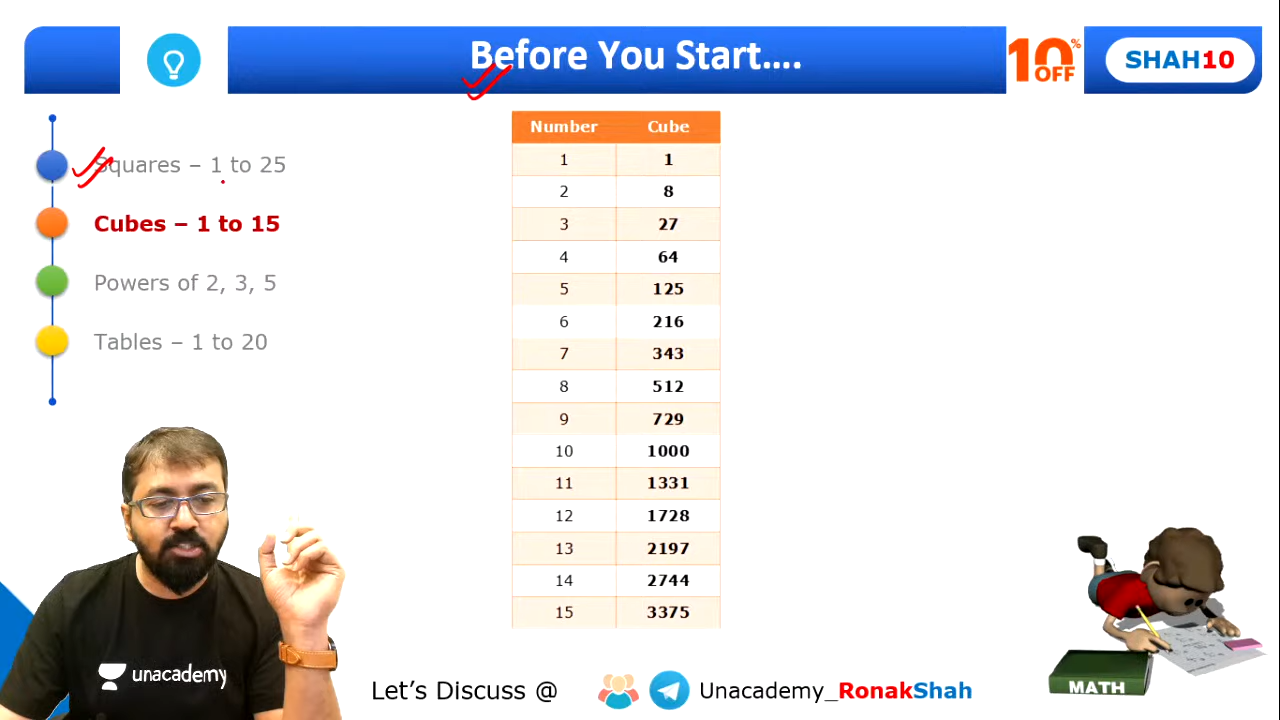 Before You Start....
10% OFF
SHAH10
Squares – 1 to 25
Cubes – 1 to 15
Powers of 2, 3, 5
Tables – 1 to 20
Number Cube
1 1
2 8
3 27
4 64
5 125
6 216
7 343
8 512
9 729
10 1000
11 1331
12 1728
13 2197
14 2744
15 3375
unacademy
MATH
Let’s Discuss @ Unacademy_RonakShah